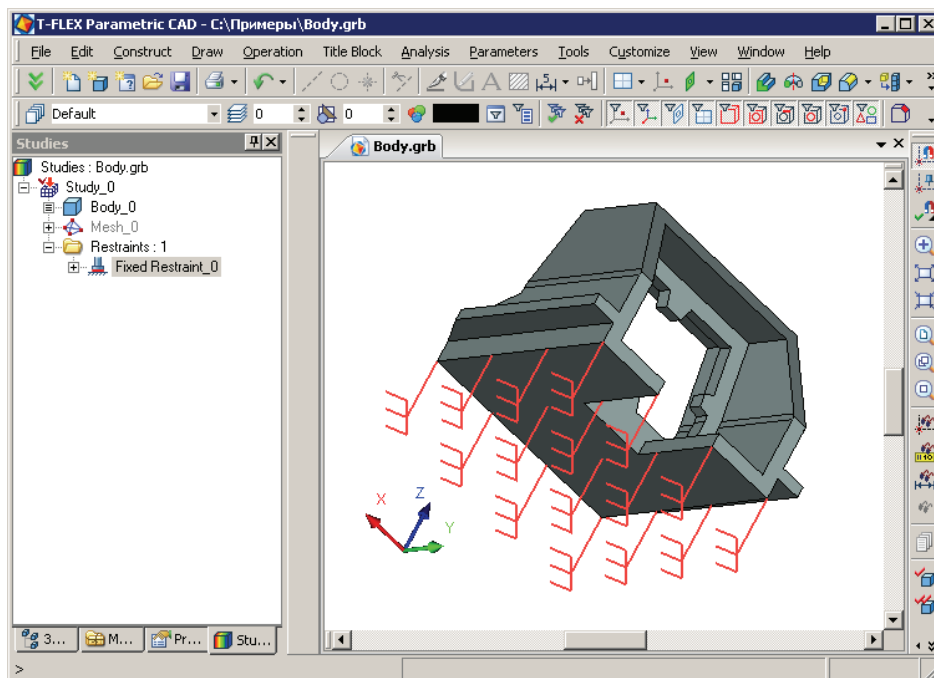 T-FLEX Parametric CAD - C:\Примеры\Body.grb
File Edit Construct Draw Operation Title Block Analysis Parameters Tools Customize View Window Help
A 5
Default 0 0
Studies
Body.grb
Studies : Body.grb
Study_0
Body_0
Mesh_0
Restraints : 1
Fixed Restraint_0
X Z Y
З... М... Pr... Stu...
>